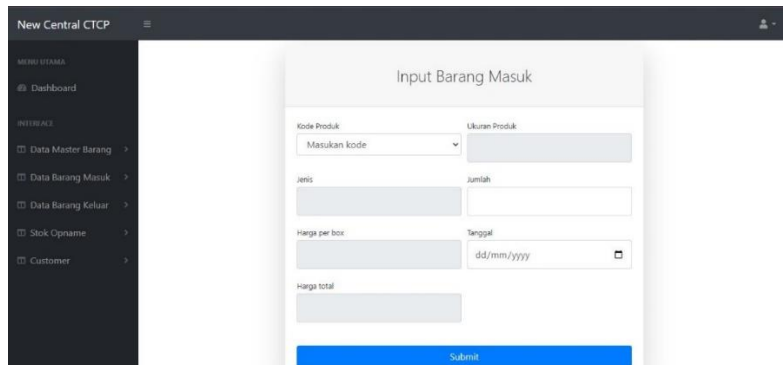 New Central CTCP
MENU UTAMA
Dashboard
INTERFACE
Data Master Barang
Data Barang Masuk
Data Barang Keluar
Stok Opname
Customer
Input Barang Masuk
Kode Produk
Ukuran Produk
Masukan kode
Jenis
Jumlah
Harga per box
Tanggal
dd/mm/yyyy
Harga total
Submit